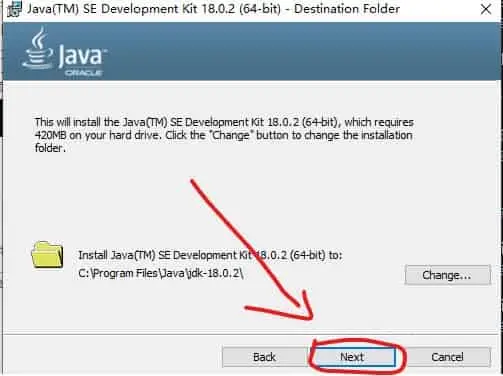 Java(TM) SE Development Kit 18.0.2 (64-bit) - Destination Folder
Java™
ORACLE
This will install the Java(TM) SE Development Kit 18.0.2 (64-bit), which requires
420MB on your hard drive. Click the "Change" button to change the installation
folder.
Install Java(TM) SE Development Kit 18.0.2 (64-bit) to:
C:\Program Files\Java\jdk-18.0.2\
Change...
Back
Next
Cancel